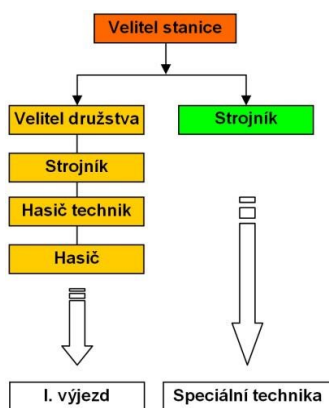 Velitel stanice
Velitel družstva
Strojník
Strojník
Hasič technik
Hasič
I. výjezd
Speciální technika